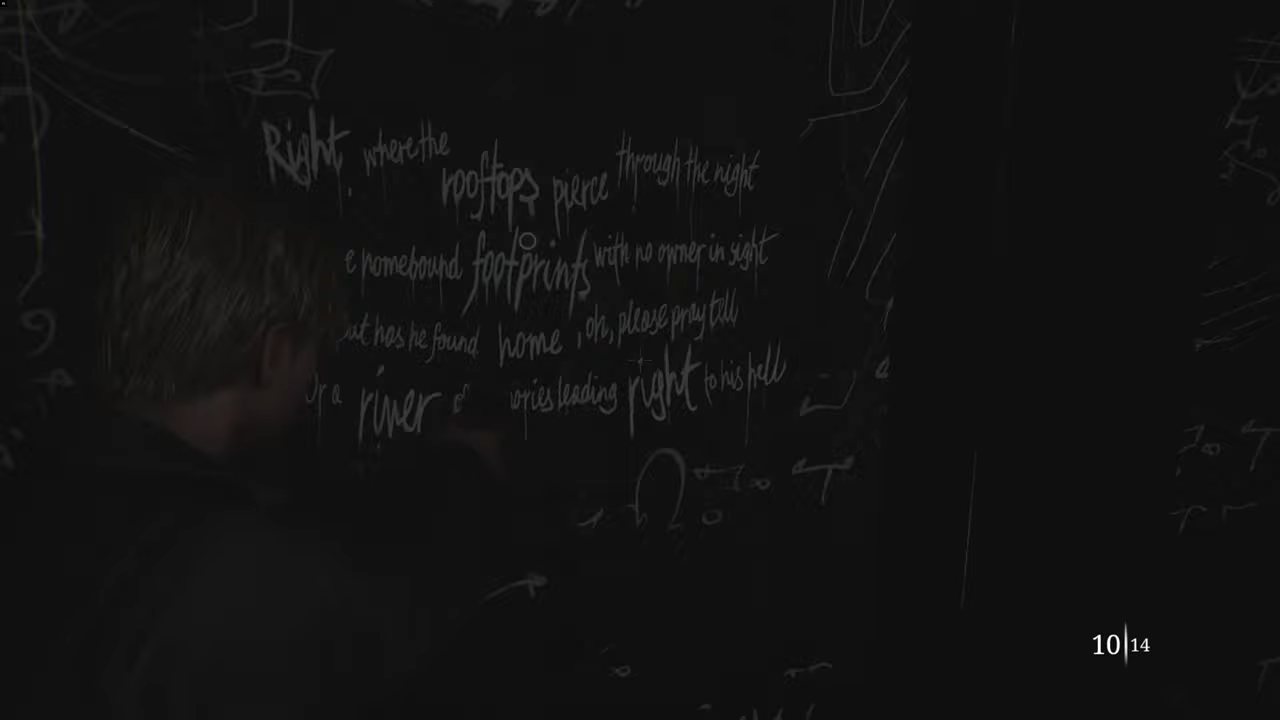 Right, where the rooftops pierce through the night
homebound footprints with no owner in sight
has he found home, oh, please pray tell
a river leading right to his hell
10|14